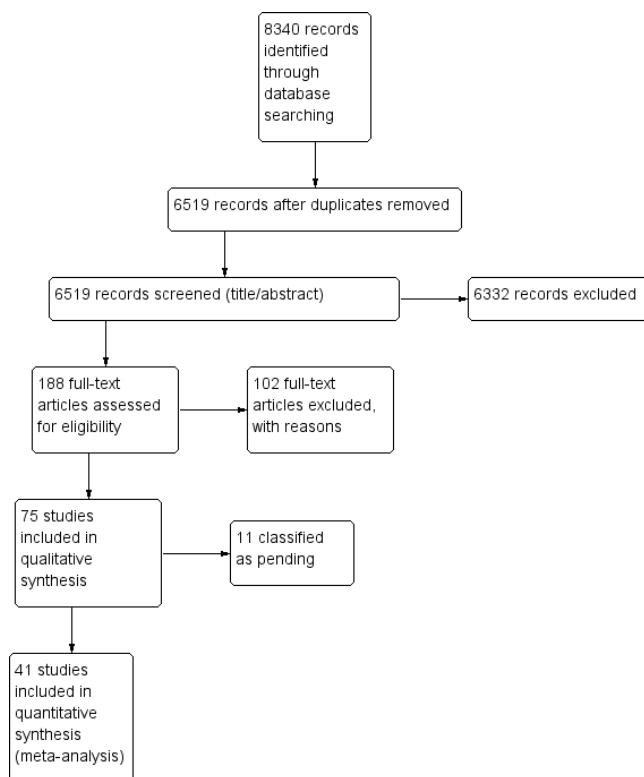 8340 records
identified
through
database
searching
6519 records after duplicates removed
6519 records screened (title/abstract)
6332 records excluded
188 full-text
articles assessed
for eligibility
102 full-text
articles excluded,
with reasons
75 studies
included in
qualitative
synthesis
11 classified
as pending
41 studies
included in
quantitative
synthesis
(meta-analysis)